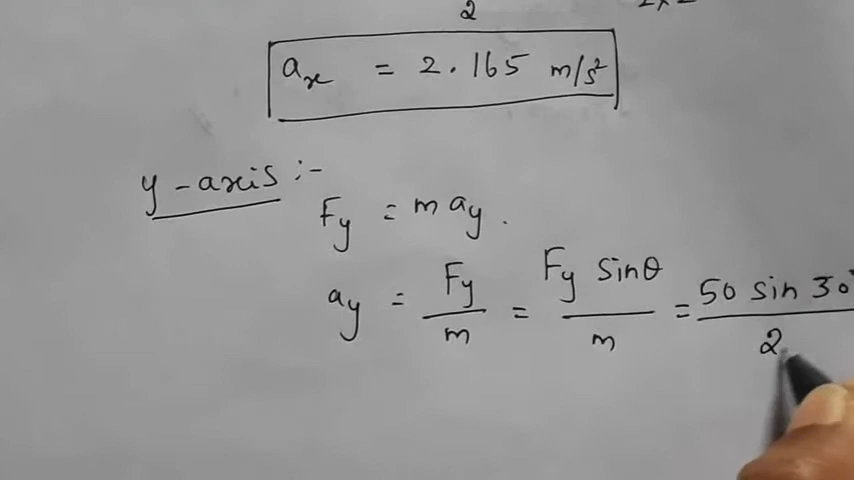 2
aₓ = 2.165 m/s²
y-axis :-
Fy = m ay.
ay = Fy/m = Fy sinθ/m = 50 sin 30°/2